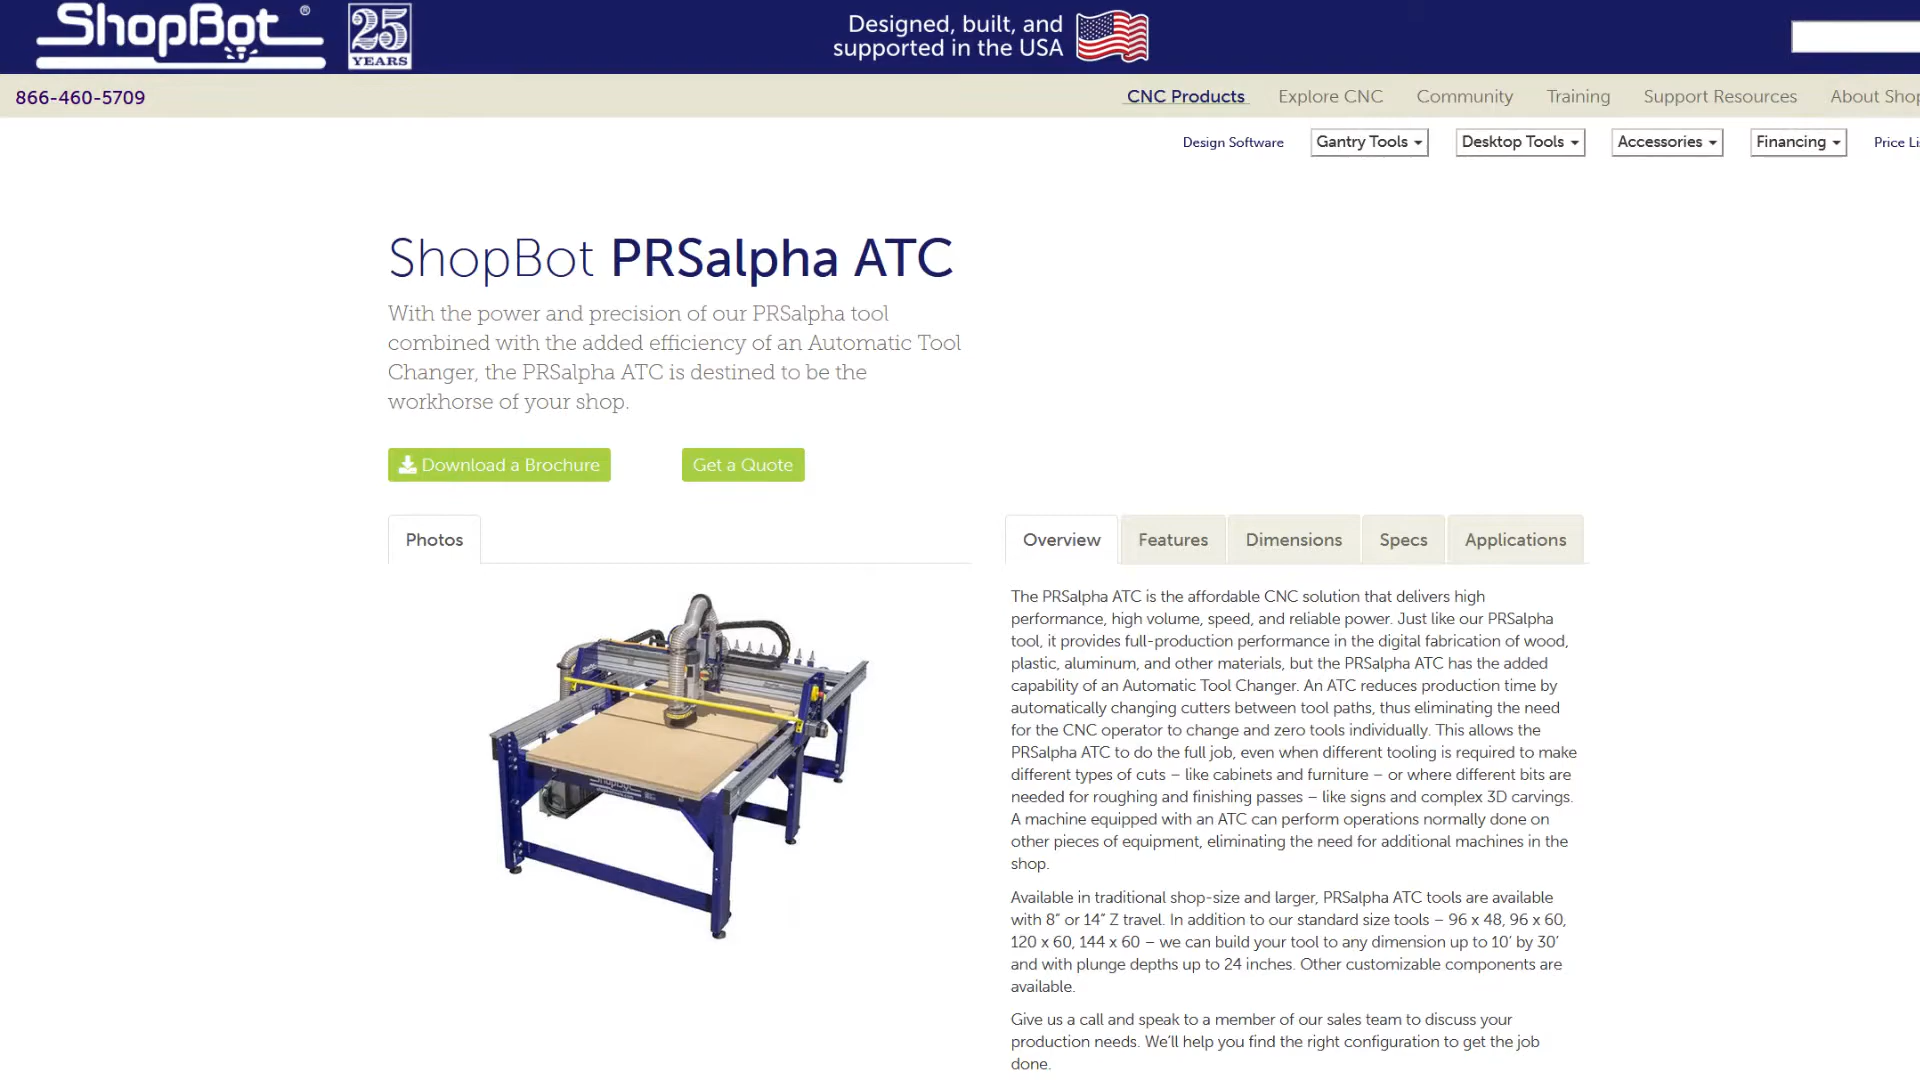 ShopBot®
25
YEARS
Designed, built, and
supported in the USA
866-460-5709
CNC Products
Explore CNC
Community
Training
Support Resources
About Shop
Design Software
Gantry Tools
Desktop Tools
Accessories
Financing
Price Li
ShopBot PRSalpha ATC
With the power and precision of our PRSalpha tool
combined with the added efficiency of an Automatic Tool
Changer, the PRSalpha ATC is destined to be the
workhorse of your shop.
Download a Brochure
Get a Quote
Photos
Overview
Features
Dimensions
Specs
Applications
ShopBot
The PRSalpha ATC is the affordable CNC solution that delivers high
performance, high volume, speed, and reliable power. Just like our PRSalpha
tool, it provides full-production performance in the digital fabrication of wood,
plastic, aluminum, and other materials, but the PRSalpha ATC has the added
capability of an Automatic Tool Changer. An ATC reduces production time by
automatically changing cutters between tool paths, thus eliminating the need
for the CNC operator to change and zero tools individually. This allows the
PRSalpha ATC to do the full job, even when different tooling is required to make
different types of cuts – like cabinets and furniture – or where different bits are
needed for roughing and finishing passes – like signs and complex 3D carvings.
A machine equipped with an ATC can perform operations normally done on
other pieces of equipment, eliminating the need for additional machines in the
shop.
Available in traditional shop-size and larger, PRSalpha ATC tools are available
with 8” or 14” Z travel. In addition to our standard size tools – 96 x 48, 96 x 60,
120 x 60, 144 x 60 – we can build your tool to any dimension up to 10’ by 30’
and with plunge depths up to 24 inches. Other customizable components are
available.
Give us a call and speak to a member of our sales team to discuss your
production needs. We’ll help you find the right configuration to get the job
done.